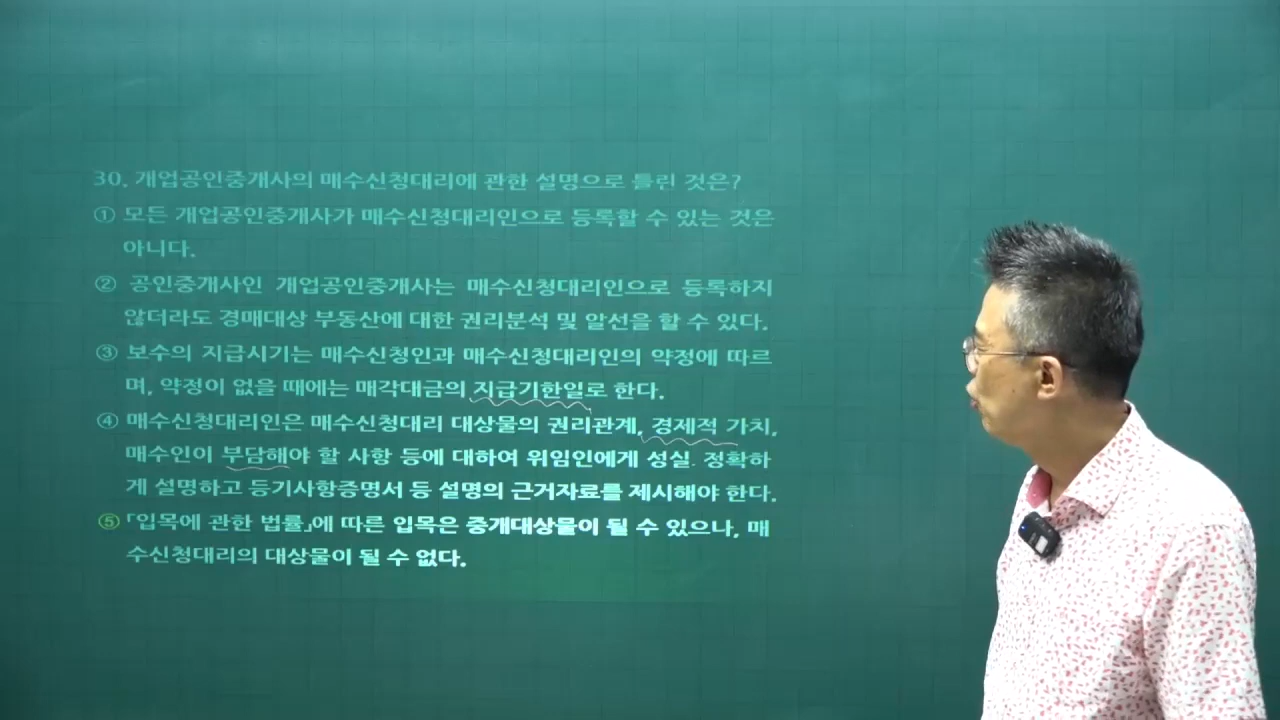 30. 개업공인중개사의 매수신청대리에 관한 설명으로 틀린 것은?
① 모든 개업공인중개사가 매수신청대리인으로 등록할 수 있는 것은
아니다.
② 공인중개사인 개업공인중개사는 매수신청대리인으로 등록하지
않더라도 경매대상 부동산에 대한 권리분석 및 알선을 할 수 있다.
③ 보수의 지급시기는 매수신청인과 매수신청대리인의 약정에 따르
며, 약정이 없을 때에는 매각대금의 지급기한일로 한다.
④ 매수신청대리인은 매수신청대리 대상물의 권리관계, 경제적 가치,
매수인이 부담해야 할 사항 등에 대하여 위임인에게 성실·정확하
게 설명하고 등기사항증명서 등 설명의 근거자료를 제시해야 한다.
⑤ 「입목에 관한 법률」에 따른 입목은 중개대상물이 될 수 있으나, 매
수신청대리의 대상물이 될 수 없다.